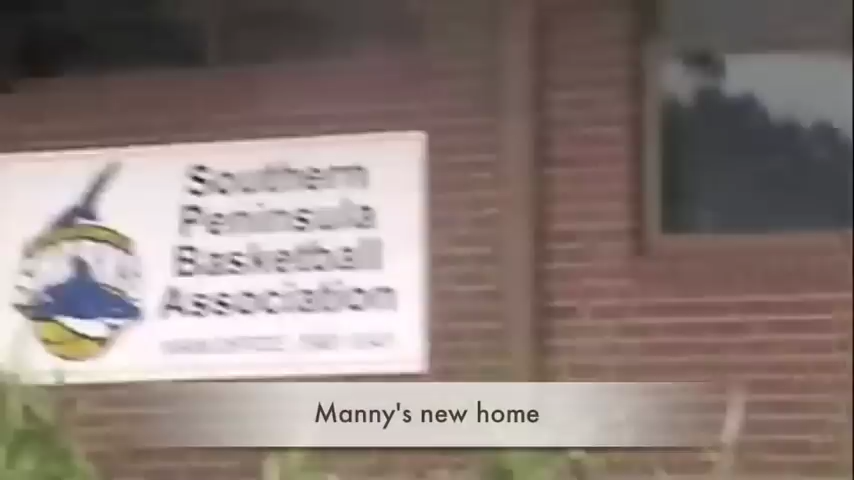 Southern
Peninsula
Basketball
Association
Manny's new home